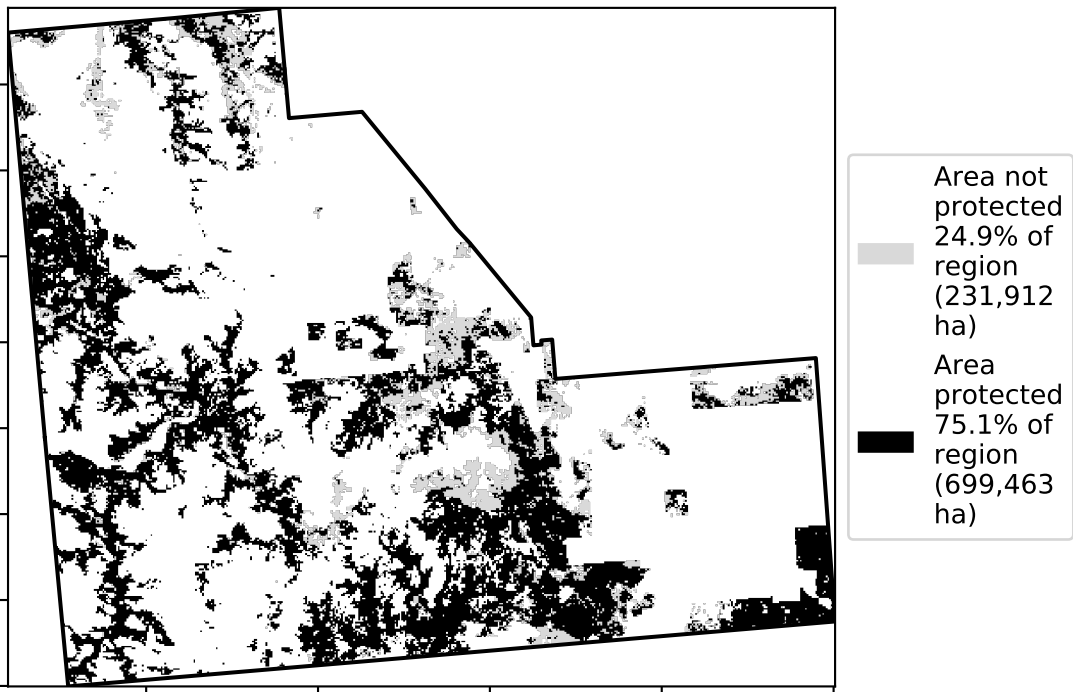 Area not
protected
24.9% of
region
(231,912
ha)
Area
protected
75.1% of
region
(699,463
ha)